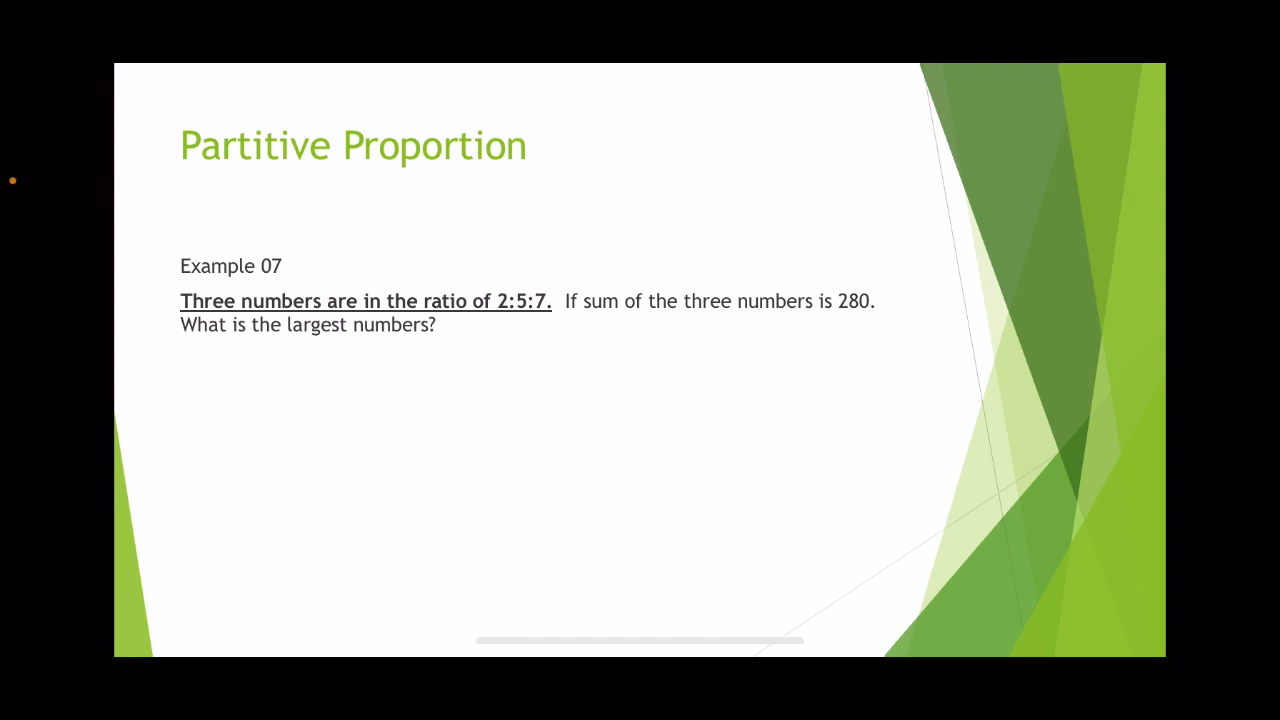 Partitive Proportion
Example 07
Three numbers are in the ratio of 2:5:7.  If sum of the three numbers is 280.
What is the largest numbers?